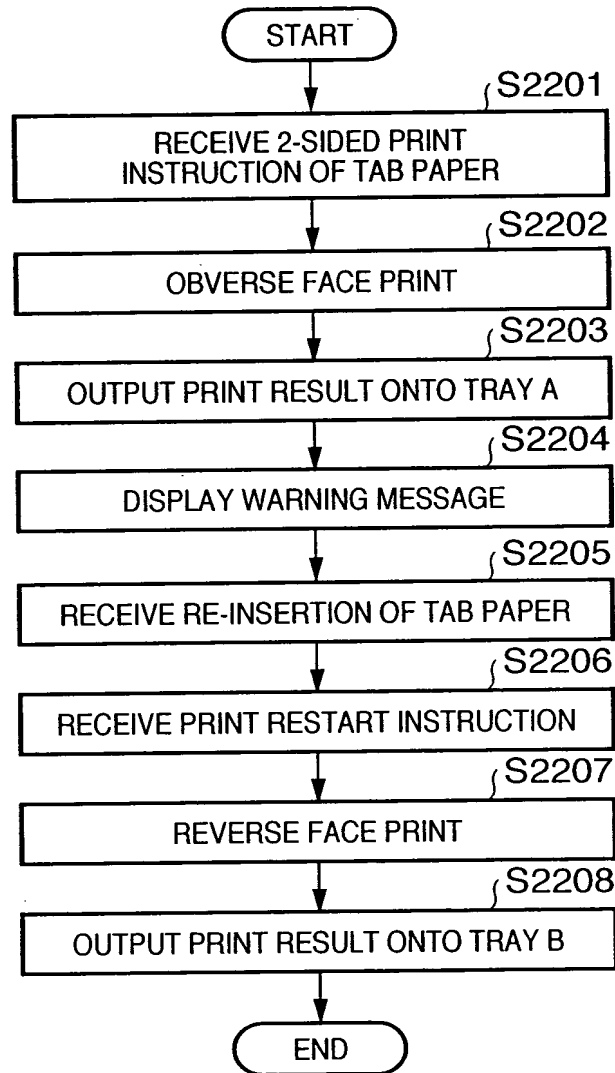 START
S2201
RECEIVE 2-SIDED PRINT
INSTRUCTION OF TAB PAPER
S2202
OBVERSE FACE PRINT
S2203
OUTPUT PRINT RESULT ONTO TRAY A
S2204
DISPLAY WARNING MESSAGE
S2205
RECEIVE RE-INSERTION OF TAB PAPER
S2206
RECEIVE PRINT RESTART INSTRUCTION
S2207
REVERSE FACE PRINT
S2208
OUTPUT PRINT RESULT ONTO TRAY B
END